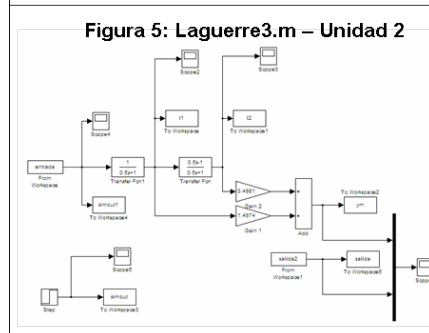 Figura 5: Laguerre3.m – Unidad 2
Scope2
Scope3
Scope4
l1
To Workspace
l2
To Workspace1
entrada
From
Workspace
1
0.5s+1
Transfer Fcn1
0.5s-1
0.5s+1
Transfer Fcn
simout1
To Workspace4
0.4981
Gain 2
1.4974
Gain 1
Add
To Workspace2
ym
Scope5
salida2
From
Workspace1
salida
To Workspace5
Scope
Step
simout
To Workspace3